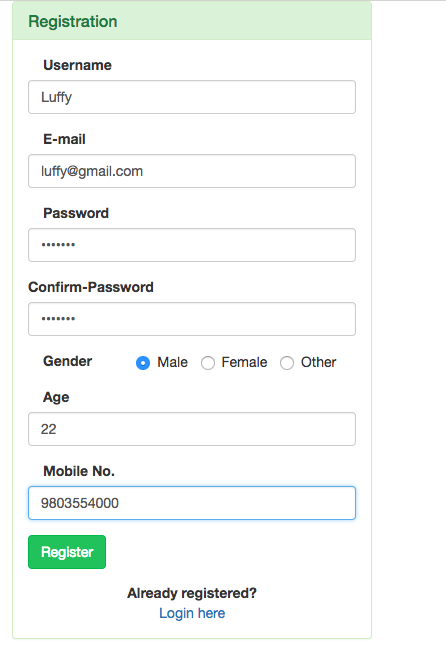 Registration
Username
Luffy
E-mail
luffy@gmail.com
Password
•••••••
Confirm-Password
•••••••
Gender Male Female Other
Age
22
Mobile No.
9803554000
Register
Already registered?
Login here